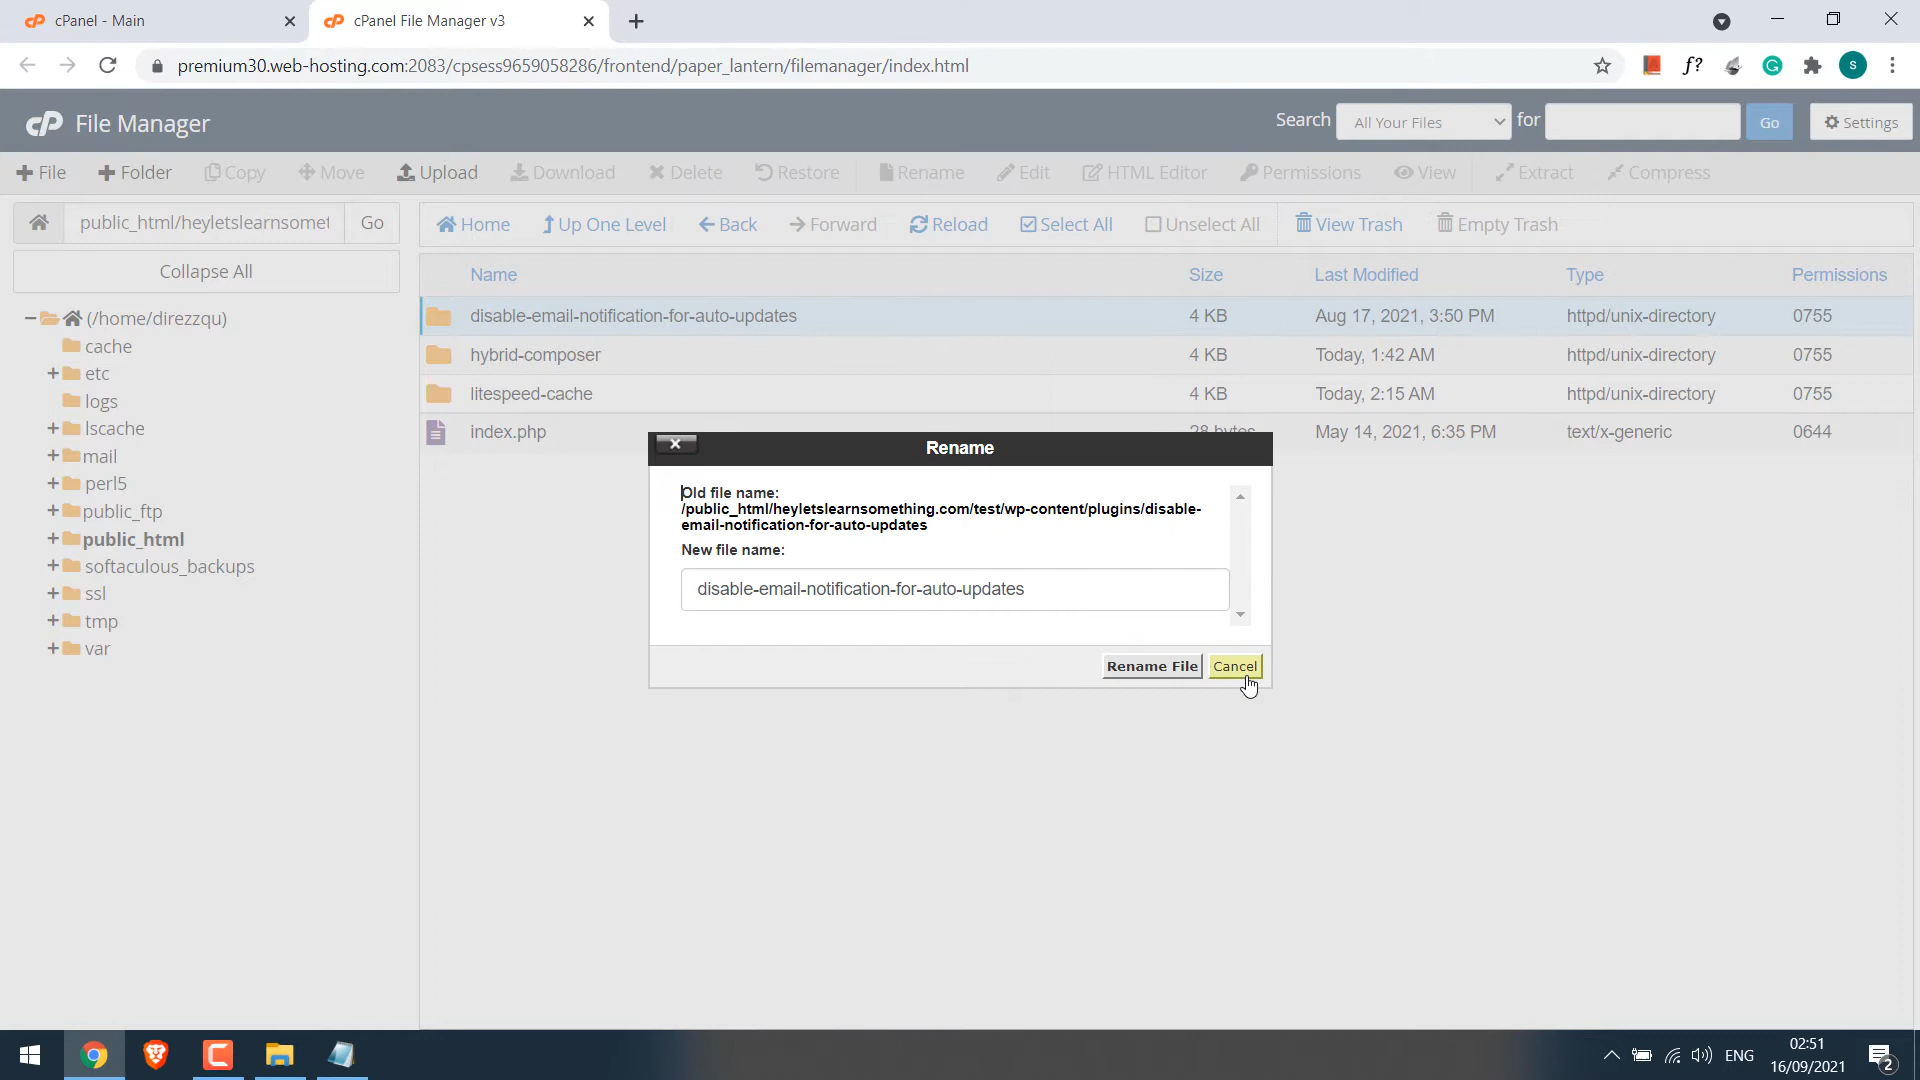 cPanel - Main
cPanel File Manager v3
premium30.web-hosting.com:2083/cpsess9659058286/frontend/paper_lantern/filemanager/index.html
f?
G
S
cP File Manager
Search All Your Files for Go Settings
File Folder Copy Move Upload Download Delete Restore Rename Edit HTML Editor Permissions View Extract Compress
public_html/heyletslearnsomet Go
Home Up One Level Back Forward Reload Select All Unselect All View Trash Empty Trash
Collapse All
(/home/direzzqu)
cache
etc
logs
lscache
mail
perl5
public_ftp
public_html
softaculous_backups
ssl
tmp
var
Name Size Last Modified Type Permissions
disable-email-notification-for-auto-updates 4 KB Aug 17, 2021, 3:50 PM httpd/unix-directory 0755
hybrid-composer 4 KB Today, 1:42 AM httpd/unix-directory 0755
litespeed-cache 4 KB Today, 2:15 AM httpd/unix-directory 0755
index.php 28 bytes May 14, 2021, 6:35 PM text/x-generic 0644
Rename
Old file name:
/public_html/heyletslearnsomething.com/test/wp-content/plugins/disable-
email-notification-for-auto-updates
New file name:
disable-email-notification-for-auto-updates
Rename File Cancel
ENG
02:51
16/09/2021
2